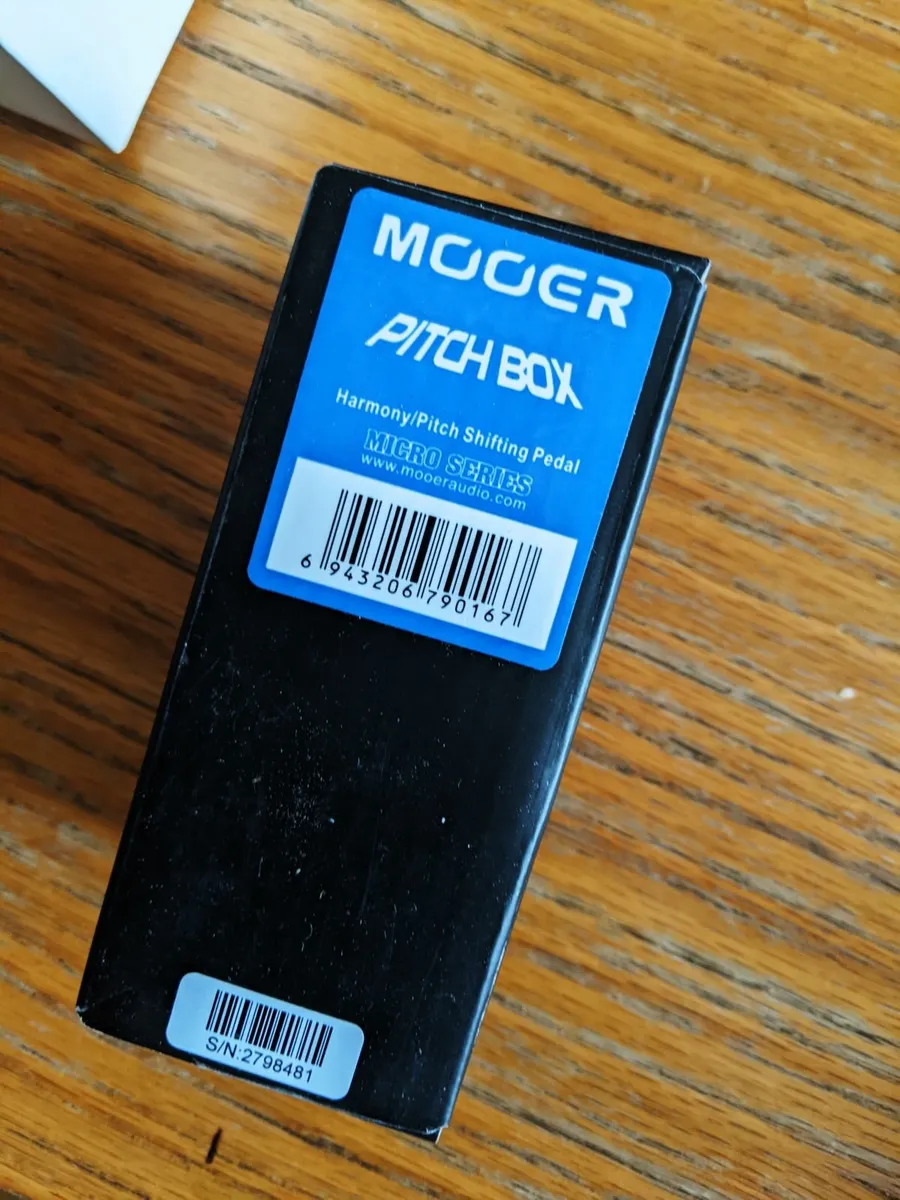 MOOER
PITCH BOX
Harmony/Pitch Shifting Pedal
MICRO SERIES
www.mooeraudio.com
6 943206 790167
S/N:2798481